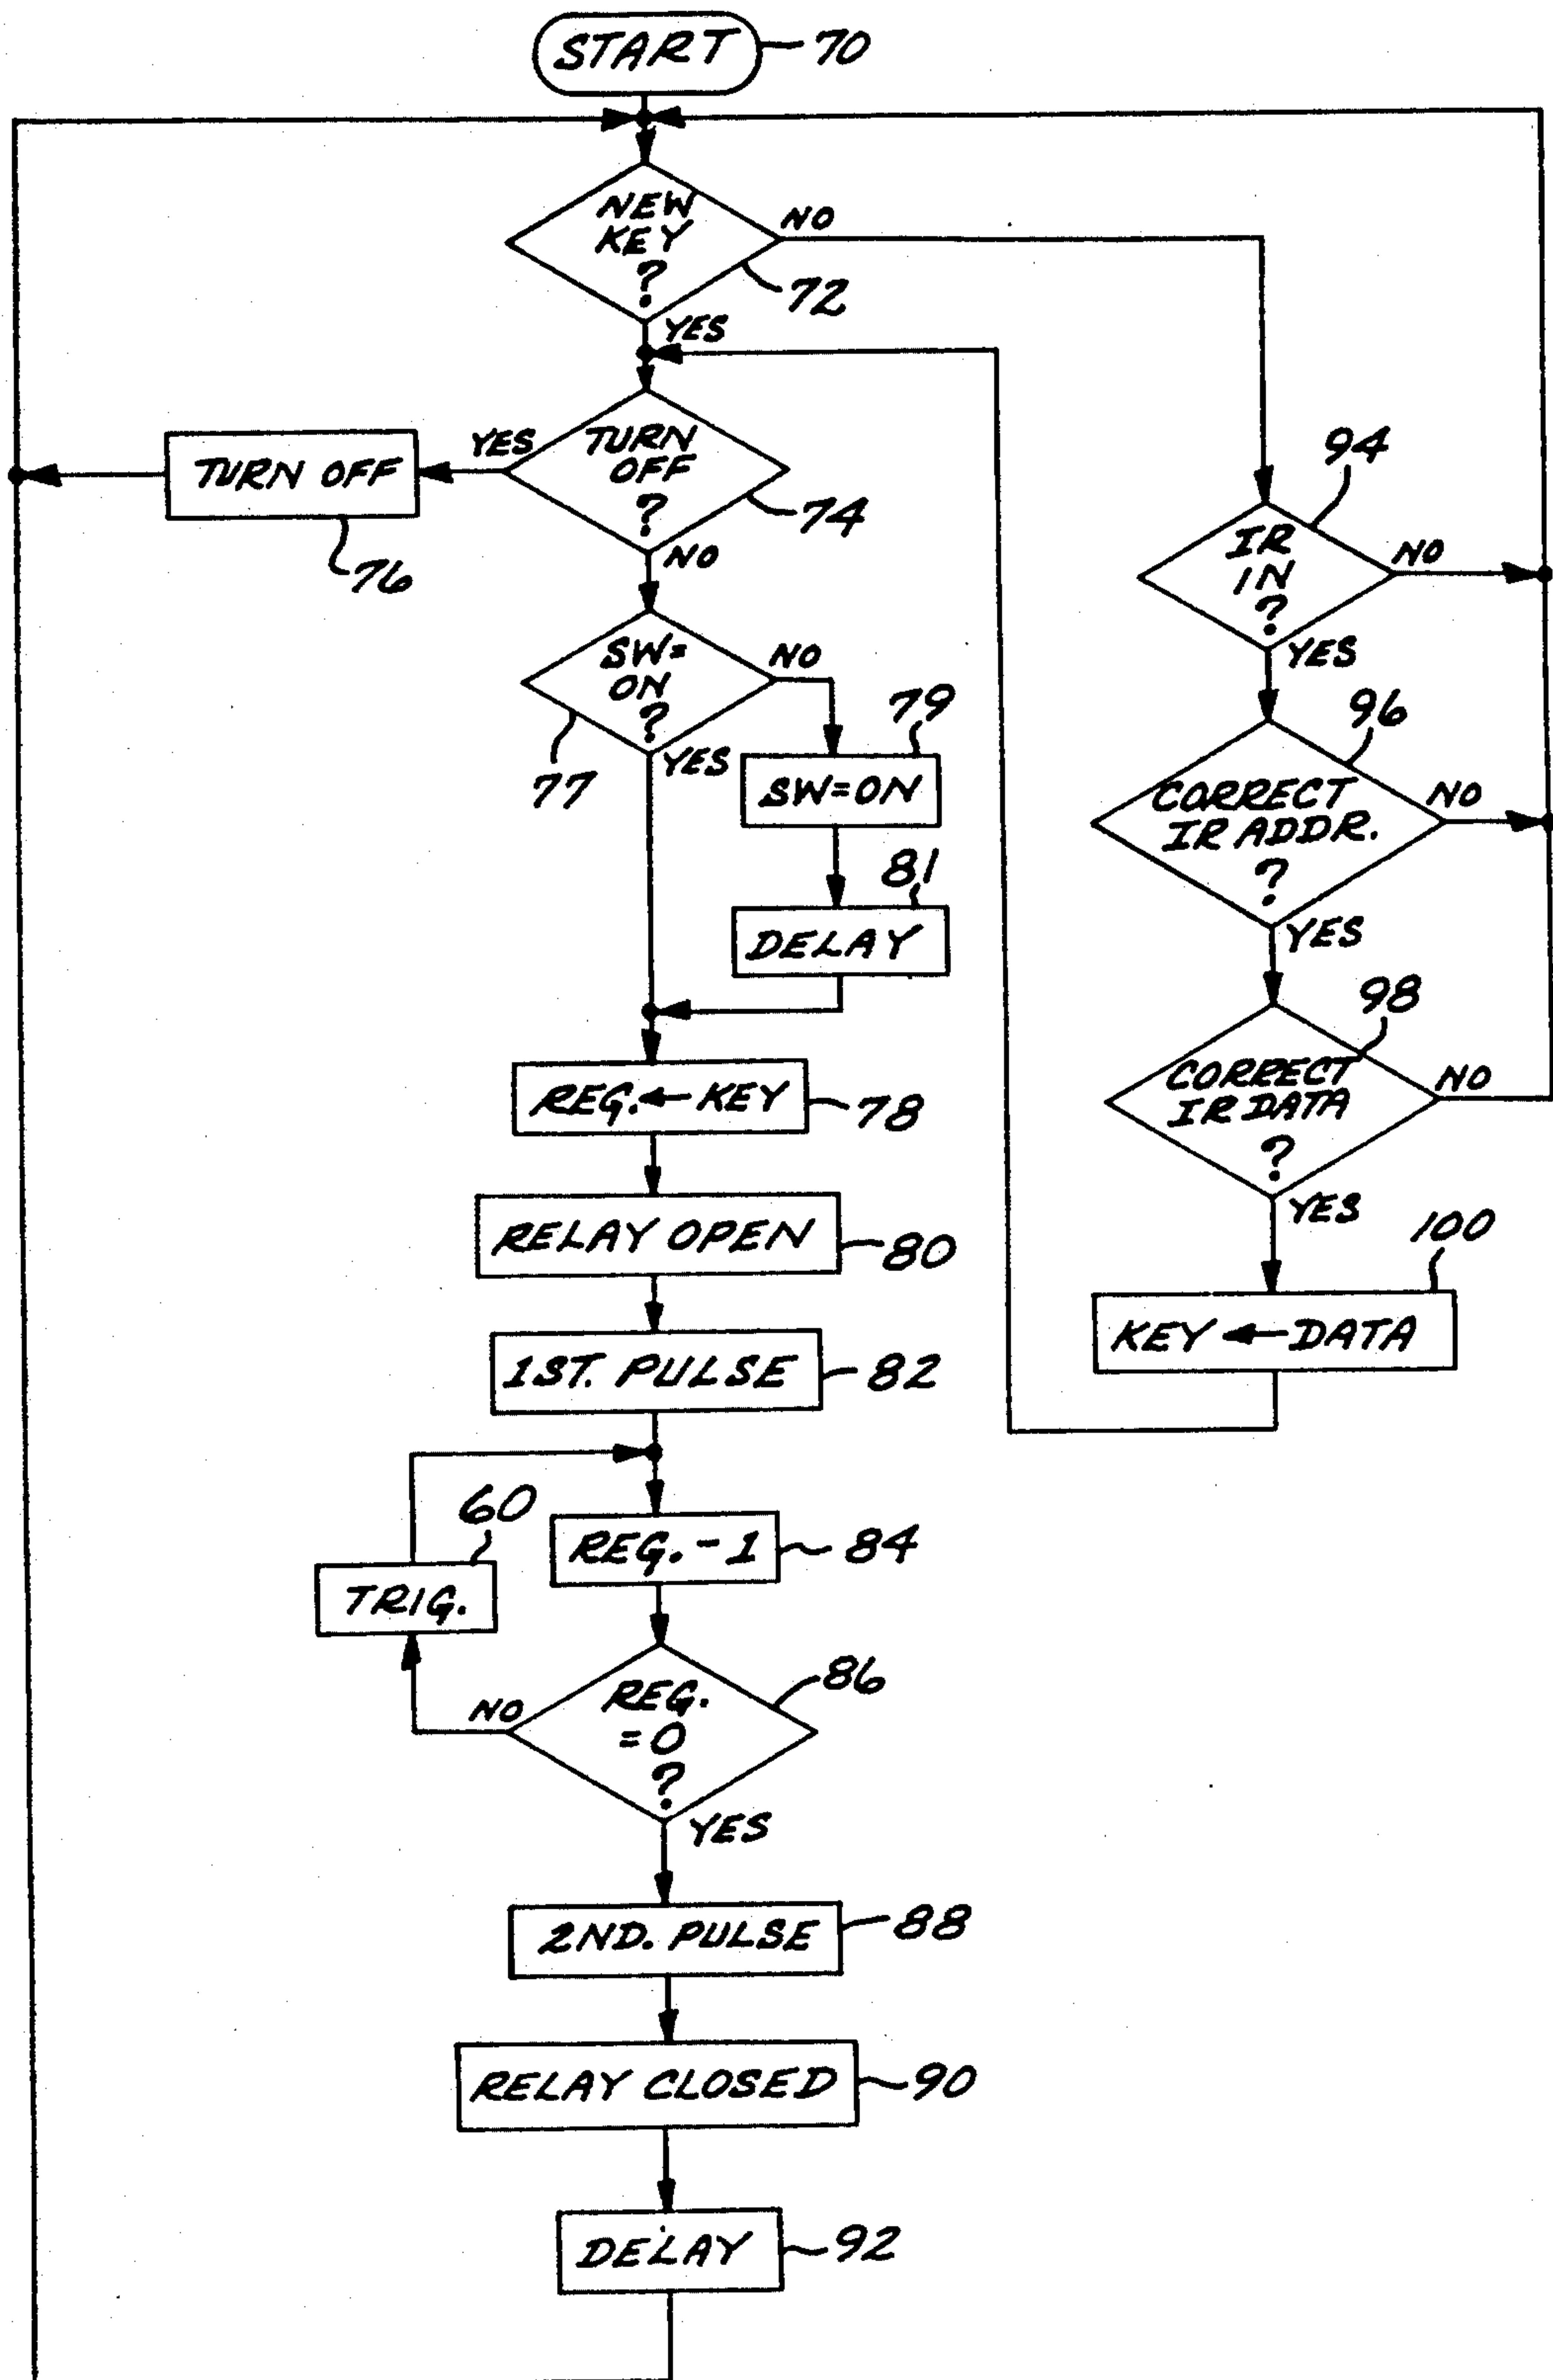 START
70
NEW
KEY
?
NO
72
YES
TURN
OFF
?
YES
74
TURN OFF
76
NO
SW=
ON
?
NO
77
YES
79
SW=ON
81
DELAY
REG. ← KEY
78
RELAY OPEN
80
1ST. PULSE
82
60
TRIG.
REG. - 1
84
REG.
= 0
?
86
NO
YES
2ND. PULSE
88
RELAY CLOSED
90
DELAY
92
94
IR
IN
?
NO
YES
96
CORRECT
IR ADDR.
?
NO
YES
98
CORRECT
IR DATA
?
NO
YES
100
KEY ← DATA